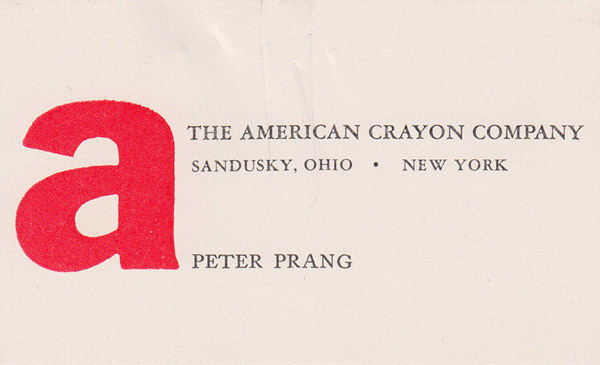 a
THE AMERICAN CRAYON COMPANY
SANDUSKY, OHIO • NEW YORK
PETER PRANG